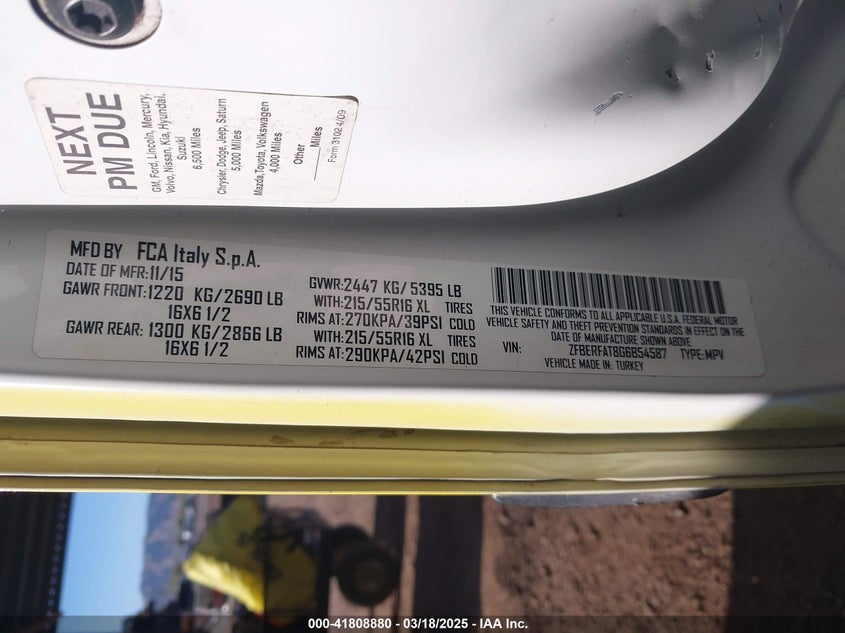 NEXT
PM DUE
GM, Ford, Lincoln, Mercury,
Volvo, Nissan, Kia, Hyundai,
Suzuki
6,500 Miles
Chrysler, Dodge, Jeep, Saturn
5,000 Miles
Mazda, Toyota, Volkswagen
4,000 Miles
Other
Miles
Form 3102 4/09
MFD BY FCA Italy S.p.A.
DATE OF MFR:11/15
GAWR FRONT:1220 KG/2690 LB
16X6 1/2
GAWR REAR: 1300 KG/2866 LB
16X6 1/2
GVWR:2447 KG/5395 LB
WITH:215/55R16 XL TIRES
RIMS AT:270KPA/39PSI COLD
WITH:215/55R16 XL TIRES
RIMS AT:290KPA/42PSI COLD
THIS VEHICLE CONFORMS TO ALL APPLICABLE U.S.A. FEDERAL MOTOR
VEHICLE SAFETY AND THEFT PREVENTION STANDARDS IN EFFECT ON THE
DATE OF MANUFACTURE SHOWN ABOVE
VIN: ZFBERFAT8G6B54587 TYPE:MPV
VEHICLE MADE IN: TURKEY
000-41808880 - 03/18/2025 - IAA Inc.